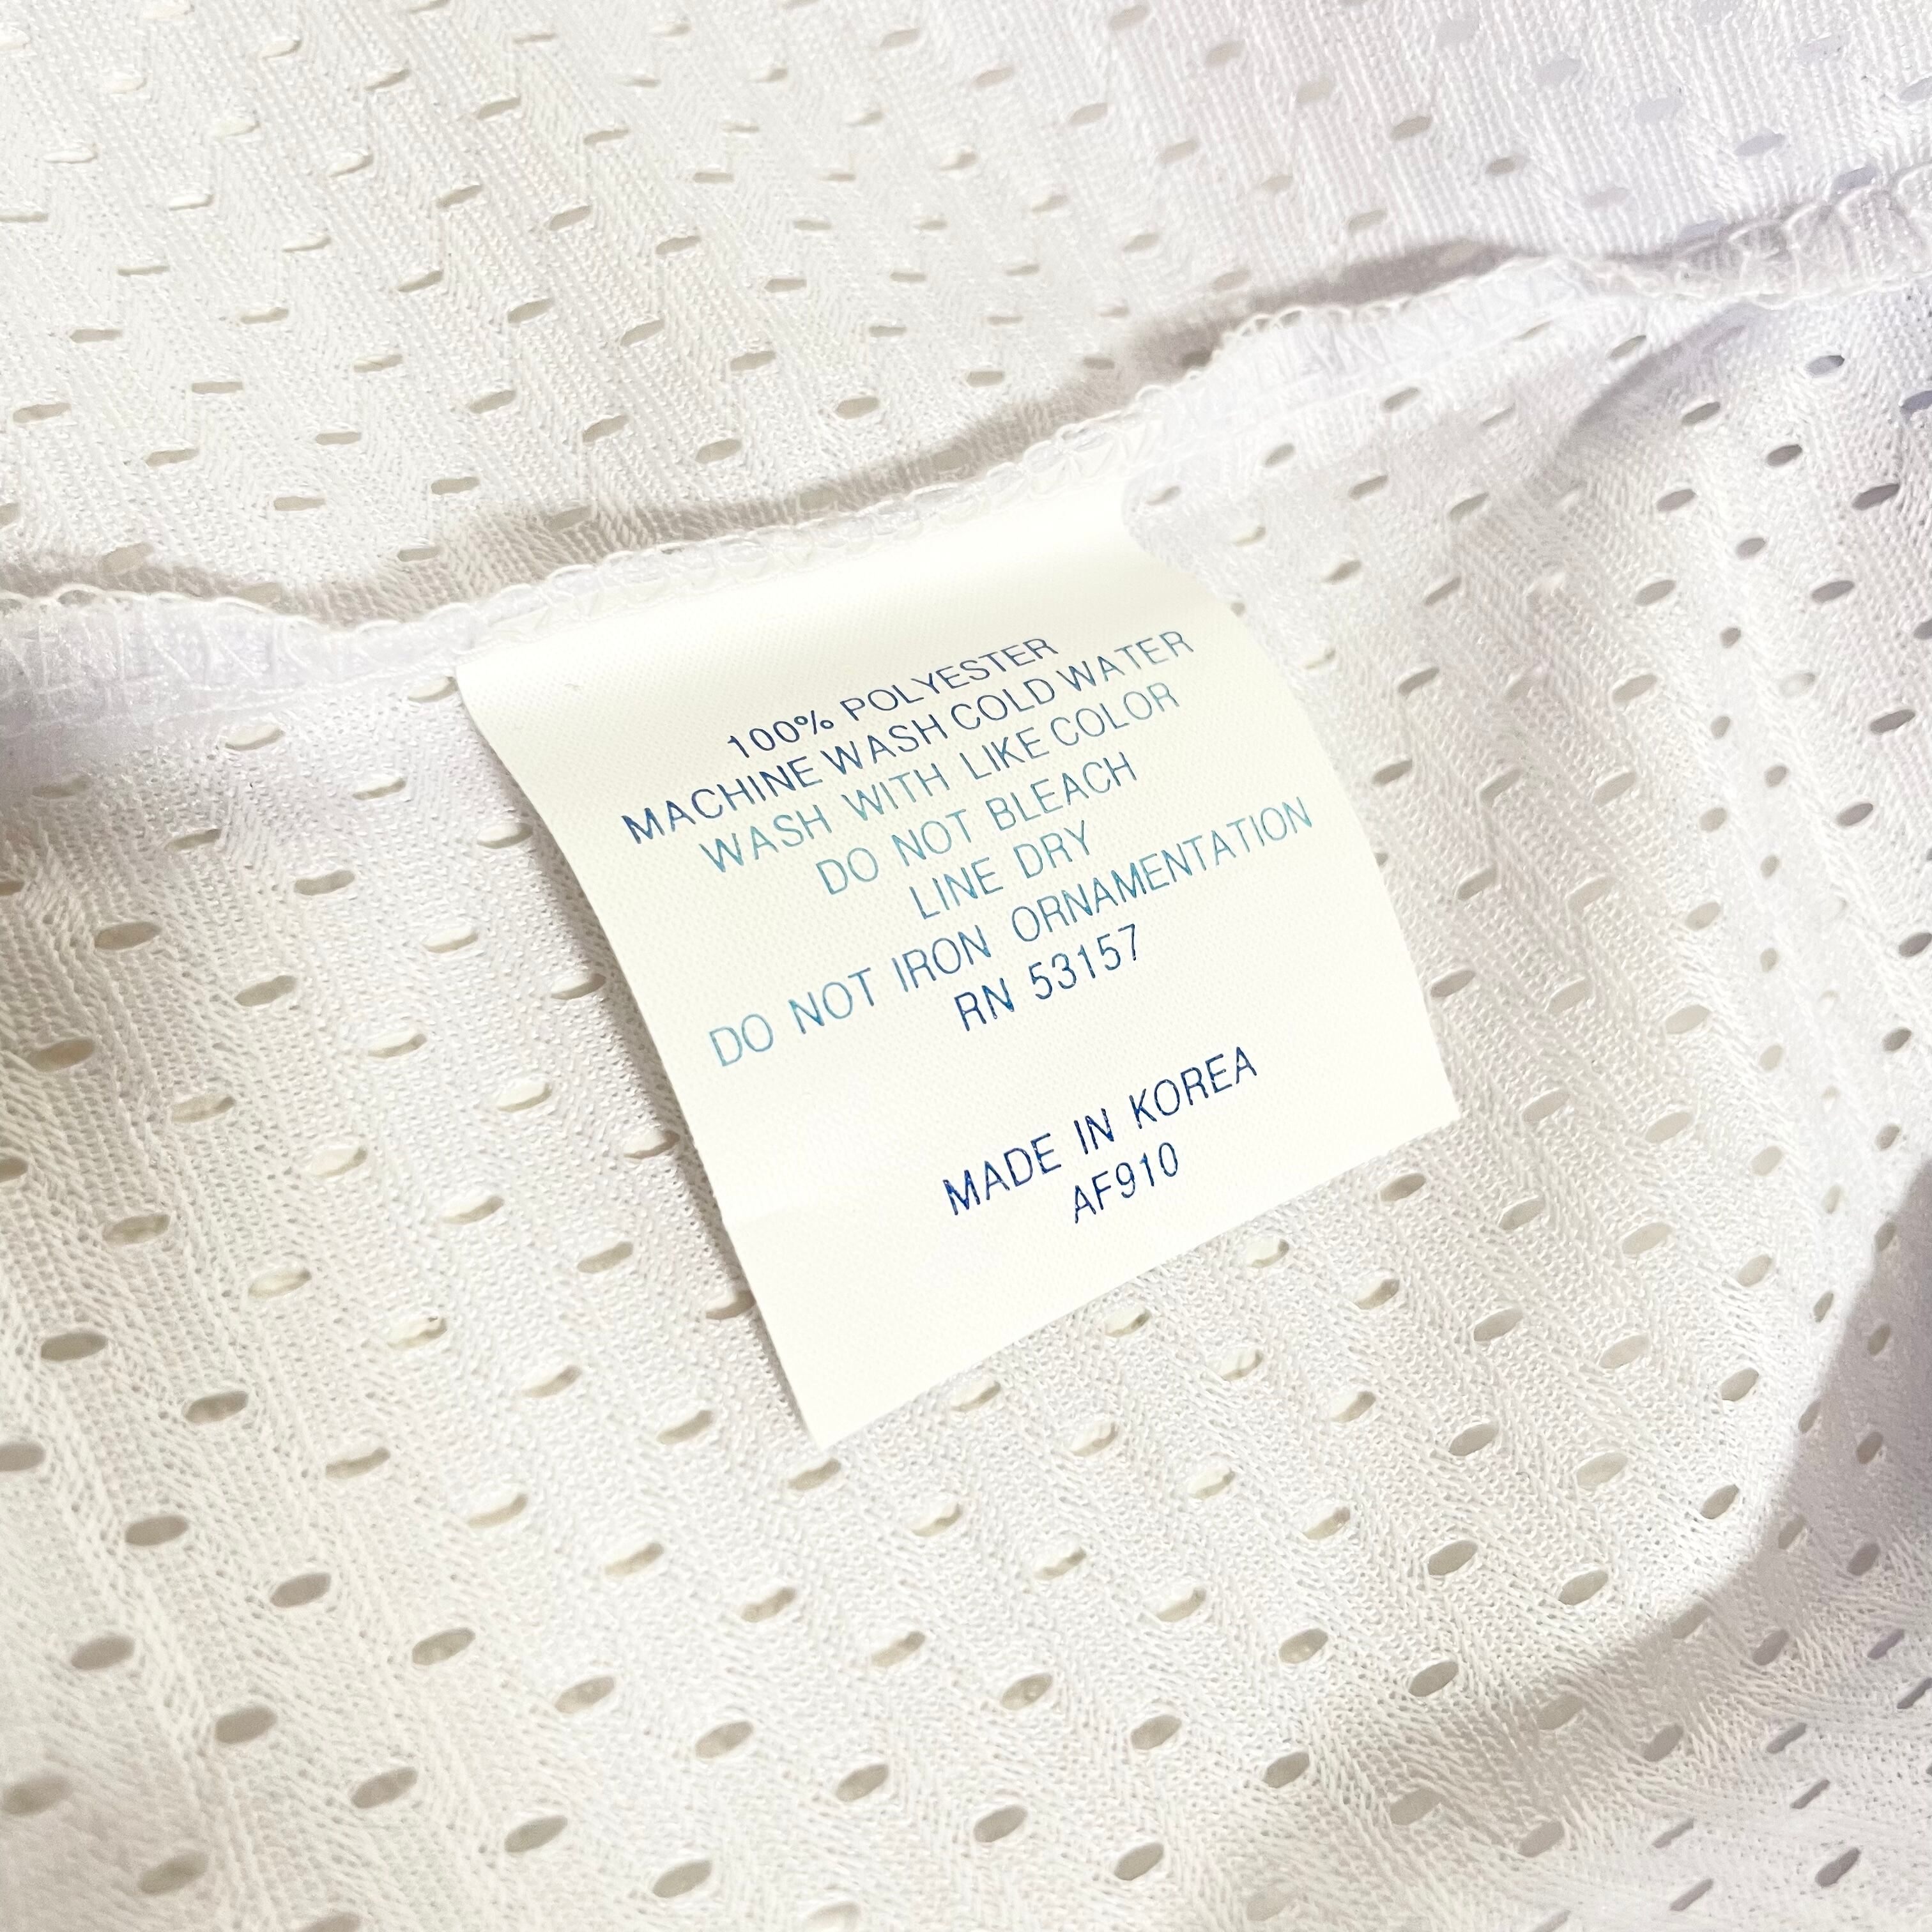 100% POLYESTER
MACHINE WASH COLD WATER
WASH WITH LIKE COLOR
DO NOT BLEACH
LINE DRY
DO NOT IRON ORNAMENTATION
RN 53157
MADE IN KOREA
AF910